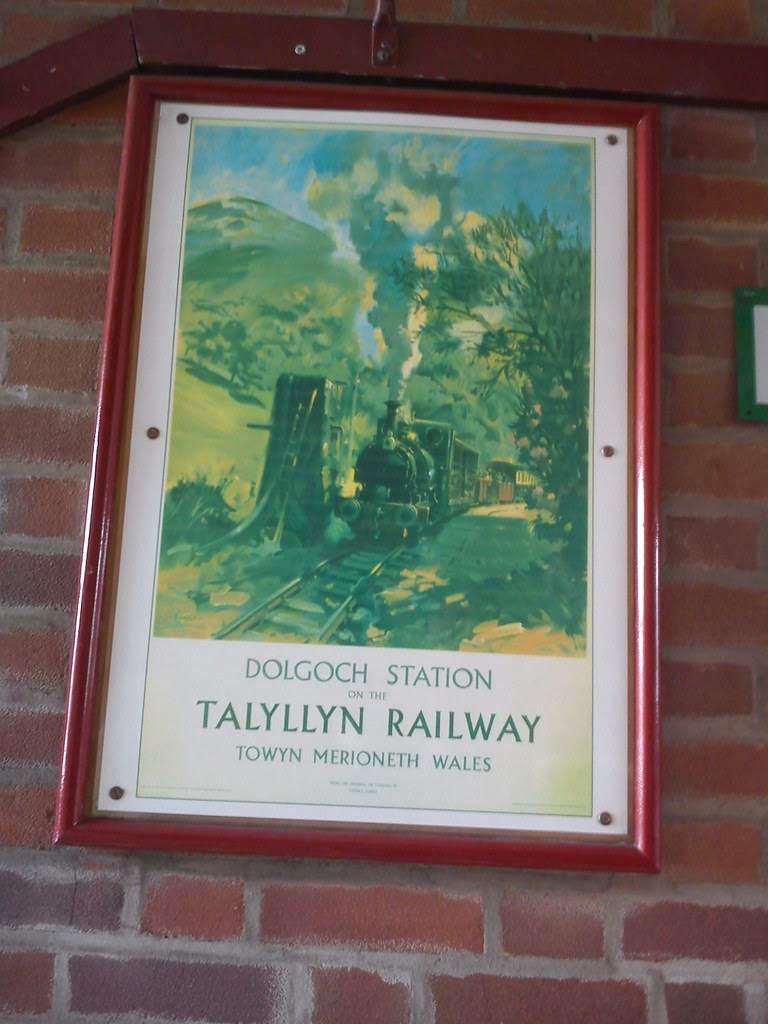 DOLGOCH STATION
ON THE
TALYLLYN RAILWAY
TOWYN MERIONETH WALES